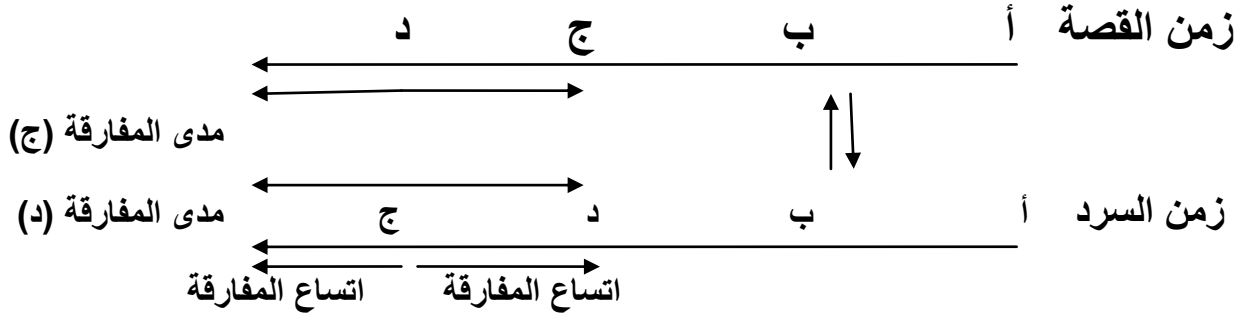 زمن القصة أ ب ج د
مدى المفارقة (ج)
زمن السرد أ ب د ج مدى المفارقة (د)
اتساع المفارقة اتساع المفارقة